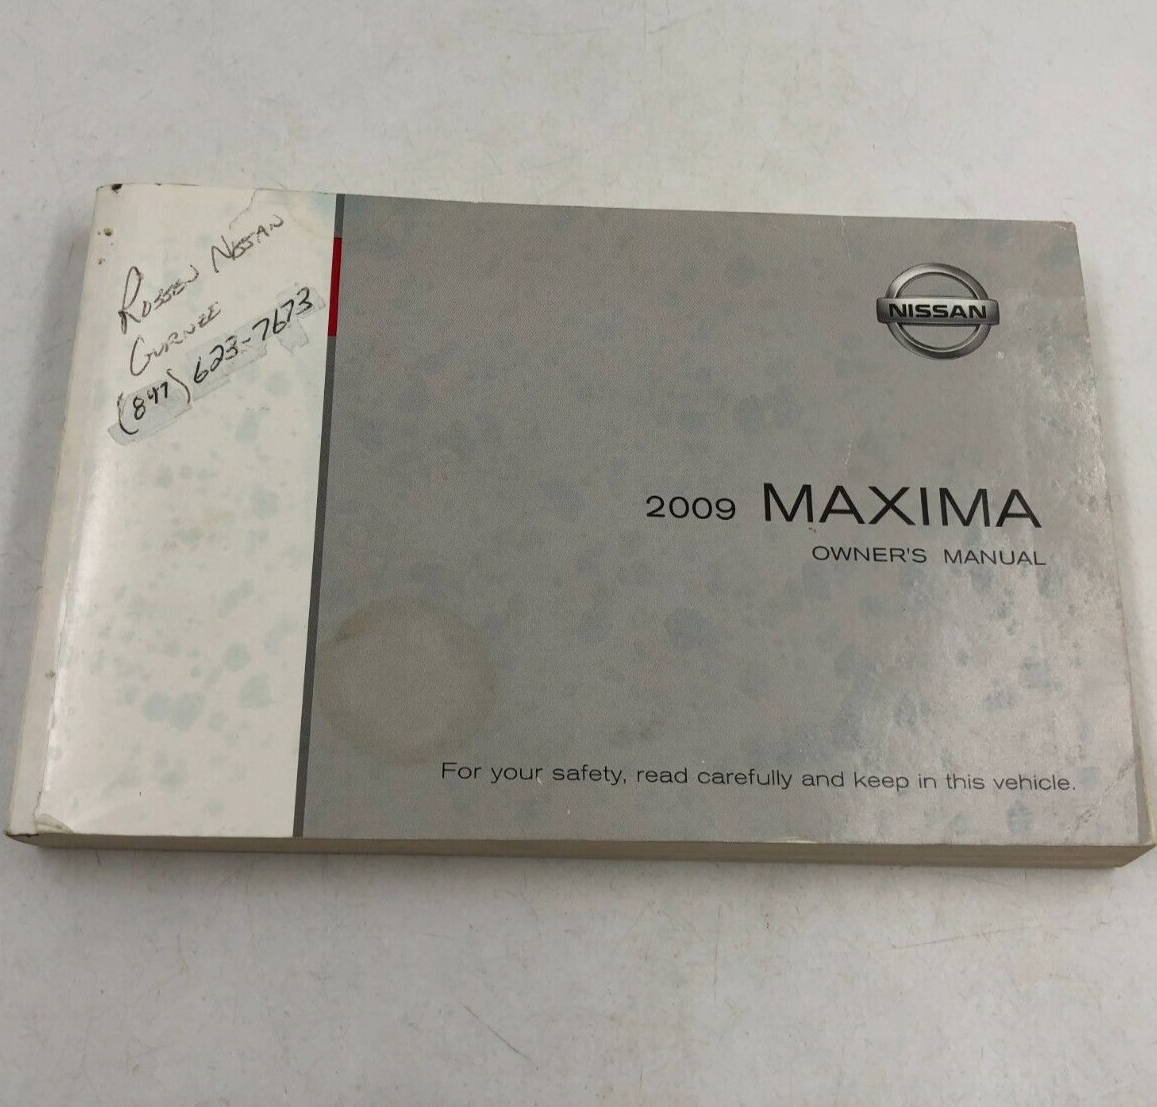 Rossen Nissan
Gurnee
(847) 623-7673
NISSAN
2009 MAXIMA
OWNER'S MANUAL
For your safety, read carefully and keep in this vehicle.